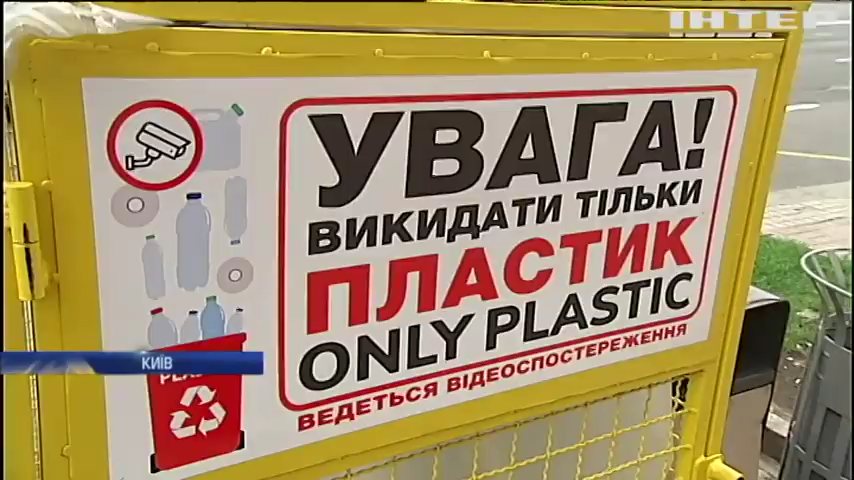 ІНТЕР
УВАГА!
ВИКИДАТИ ТІЛЬКИ
ПЛАСТИК
ONLY PLASTIC
ВЕДЕТЬСЯ ВІДЕОСПОСТЕРЕЖЕННЯ
КИЇВ